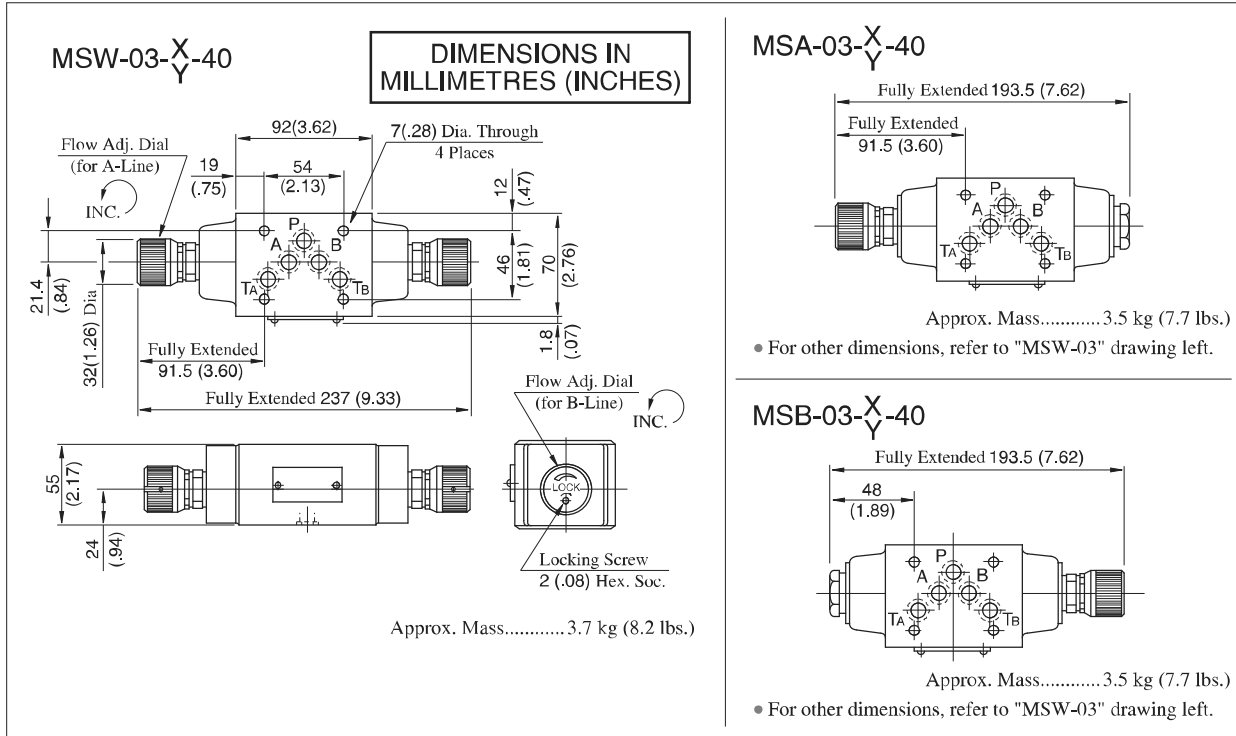 MSW-03-X/Y-40
DIMENSIONS IN
MILLIMETRES (INCHES)
92(3.62)
7(.28) Dia. Through
4 Places
Flow Adj. Dial
(for A-Line)
INC.
19
(.75)
54
(2.13)
12
(.47)
P
A
B
TA
TB
46
(1.81)
70
(2.76)
1.8
(.07)
21.4
(.84)
32(1.26) Dia
Fully Extended
91.5 (3.60)
Fully Extended 237 (9.33)
Flow Adj. Dial
(for B-Line)
INC.
55
(2.17)
24
(.94)
LOCK
Locking Screw
2 (.08) Hex. Soc.
Approx. Mass............3.7 kg (8.2 lbs.)
MSA-03-X/Y-40
Fully Extended 193.5 (7.62)
Fully Extended
91.5 (3.60)
P
A
B
TA
TB
Approx. Mass............3.5 kg (7.7 lbs.)
● For other dimensions, refer to "MSW-03" drawing left.
MSB-03-X/Y-40
Fully Extended 193.5 (7.62)
48
(1.89)
P
A
B
TA
TB
Approx. Mass............3.5 kg (7.7 lbs.)
● For other dimensions, refer to "MSW-03" drawing left.